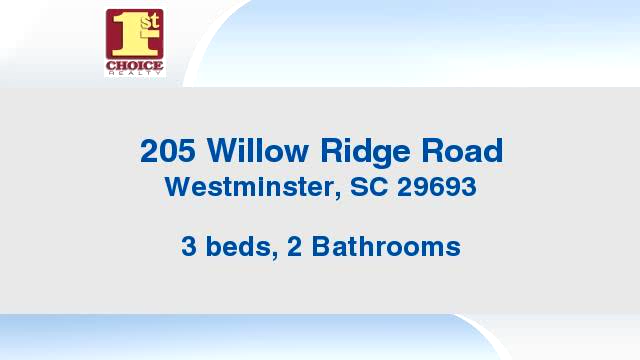 1st
CHOICE
REALTY
205 Willow Ridge Road
Westminster, SC 29693
3 beds, 2 Bathrooms